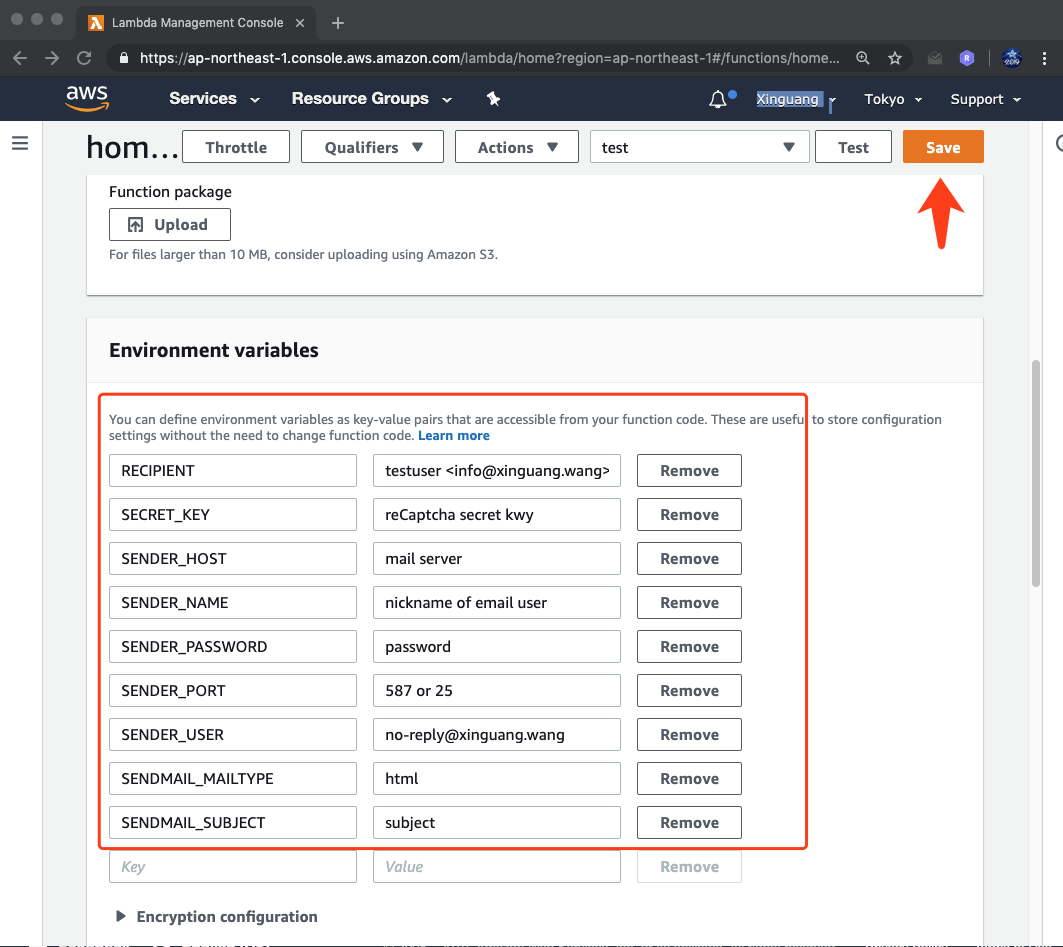 Lambda Management Console
https://ap-northeast-1.console.aws.amazon.com/lambda/home?region=ap-northeast-1#/functions/home...
R
2019
aws
Services
Resource Groups
Xinguang
Tokyo
Support
hom...
Throttle
Qualifiers
Actions
test
Test
Save
Function package
Upload
For files larger than 10 MB, consider uploading using Amazon S3.
Environment variables
You can define environment variables as key-value pairs that are accessible from your function code. These are useful to store configuration
settings without the need to change function code. Learn more
RECIPIENT testuser <info@xinguang.wang> Remove
SECRET_KEY reCaptcha secret kwy Remove
SENDER_HOST mail server Remove
SENDER_NAME nickname of email user Remove
SENDER_PASSWORD password Remove
SENDER_PORT 587 or 25 Remove
SENDER_USER no-reply@xinguang.wang Remove
SENDMAIL_MAILTYPE html Remove
SENDMAIL_SUBJECT subject Remove
Key Value Remove
Encryption configuration